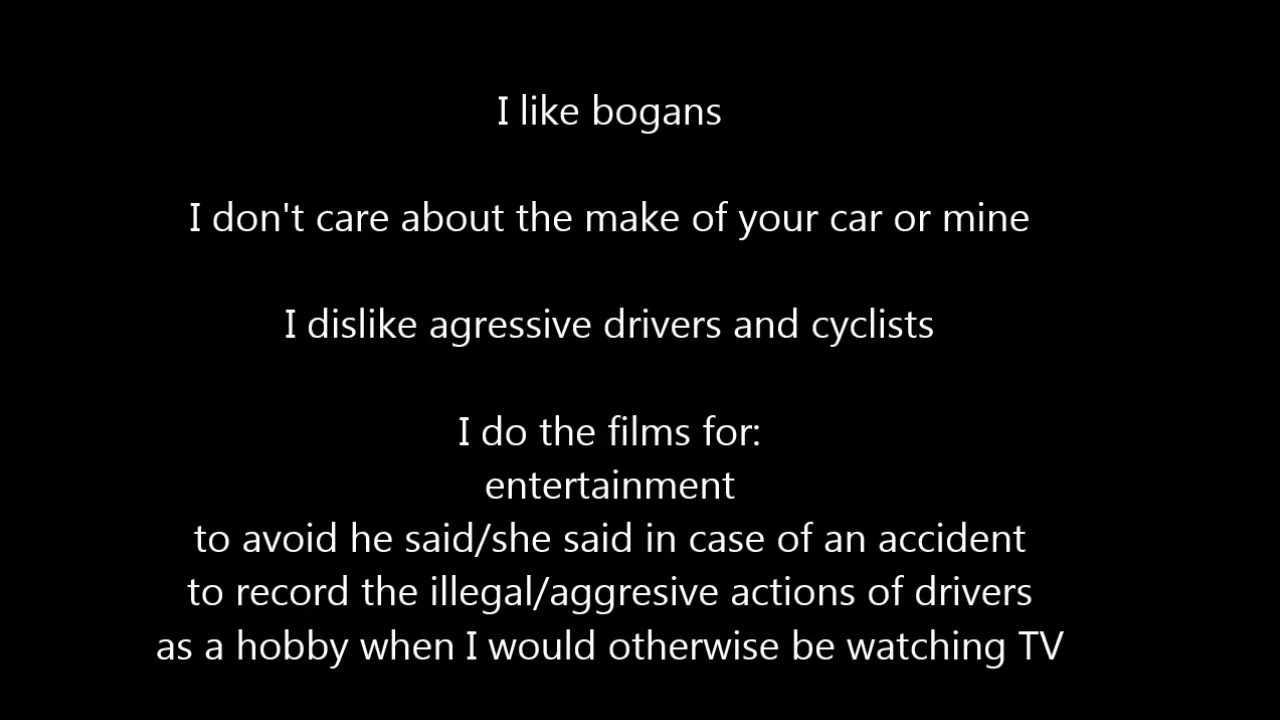 I like bogans
I don't care about the make of your car or mine
I dislike agressive drivers and cyclists
I do the films for:
entertainment
to avoid he said/she said in case of an accident
to record the illegal/aggresive actions of drivers
as a hobby when I would otherwise be watching TV